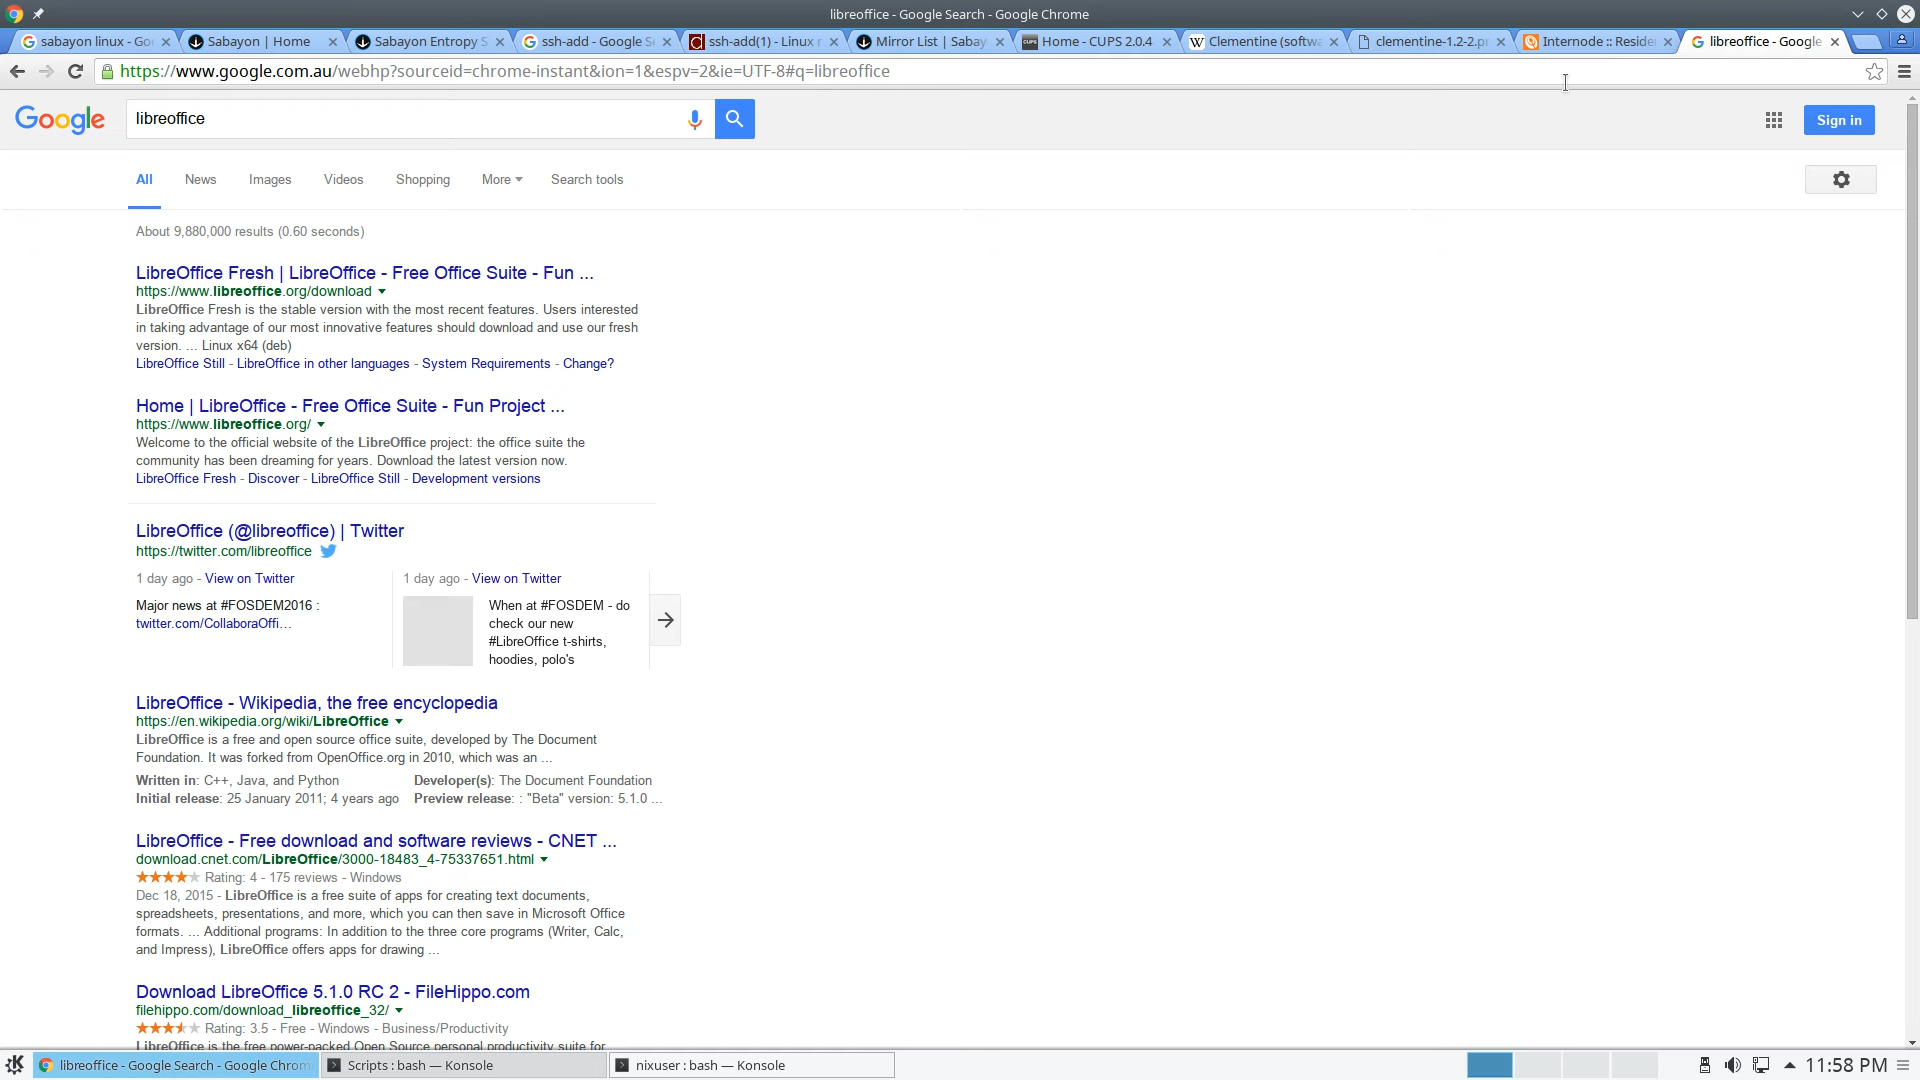 libreoffice - Google Search - Google Chrome
sabayon linux - Go
Sabayon | Home
Sabayon Entropy S
ssh-add - Google S
ssh-add(1) - Linux
Mirror List | Sabay
Home - CUPS 2.0.4
Clementine (softwa
clementine-1.2-2.p
Internode :: Reside
libreoffice - Google
https://www.google.com.au/webhp?sourceid=chrome-instant&ion=1&espv=2&ie=UTF-8#q=libreoffice
Google
libreoffice
Sign in
All News Images Videos Shopping More Search tools
About 9,880,000 results (0.60 seconds)
LibreOffice Fresh | LibreOffice - Free Office Suite - Fun ...
https://www.libreoffice.org/download
LibreOffice Fresh is the stable version with the most recent features. Users interested
in taking advantage of our most innovative features should download and use our fresh
version. ... Linux x64 (deb)
LibreOffice Still - LibreOffice in other languages - System Requirements - Change?
Home | LibreOffice - Free Office Suite - Fun Project ...
https://www.libreoffice.org/
Welcome to the official website of the LibreOffice project: the office suite the
community has been dreaming for years. Download the latest version now.
LibreOffice Fresh - Discover - LibreOffice Still - Development versions
LibreOffice (@libreoffice) | Twitter
https://twitter.com/libreoffice
1 day ago - View on Twitter
Major news at #FOSDEM2016 :
twitter.com/CollaboraOffi…
1 day ago - View on Twitter
When at #FOSDEM - do
check our new
#LibreOffice t-shirts,
hoodies, polo's
LibreOffice - Wikipedia, the free encyclopedia
https://en.wikipedia.org/wiki/LibreOffice
LibreOffice is a free and open source office suite, developed by The Document
Foundation. It was forked from OpenOffice.org in 2010, which was an ...
Written in: C++, Java, and Python Developer(s): The Document Foundation
Initial release: 25 January 2011; 4 years ago Preview release: : "Beta" version: 5.1.0 ...
LibreOffice - Free download and software reviews - CNET ...
download.cnet.com/LibreOffice/3000-18483_4-75337651.html
Rating: 4 - 175 reviews - Windows
Dec 18, 2015 - LibreOffice is a free suite of apps for creating text documents,
spreadsheets, presentations, and more, which you can then save in Microsoft Office
formats. ... Additional programs: In addition to the three core programs (Writer, Calc,
and Impress), LibreOffice offers apps for drawing ...
Download LibreOffice 5.1.0 RC 2 - FileHippo.com
filehippo.com/download_libreoffice_32/
Rating: 3.5 - Free - Windows - Business/Productivity
LibreOffice is the free power-packed Open Source personal productivity suite for
libreoffice - Google Search - Google Chrom
Scripts : bash — Konsole
nixuser : bash — Konsole
11:58 PM